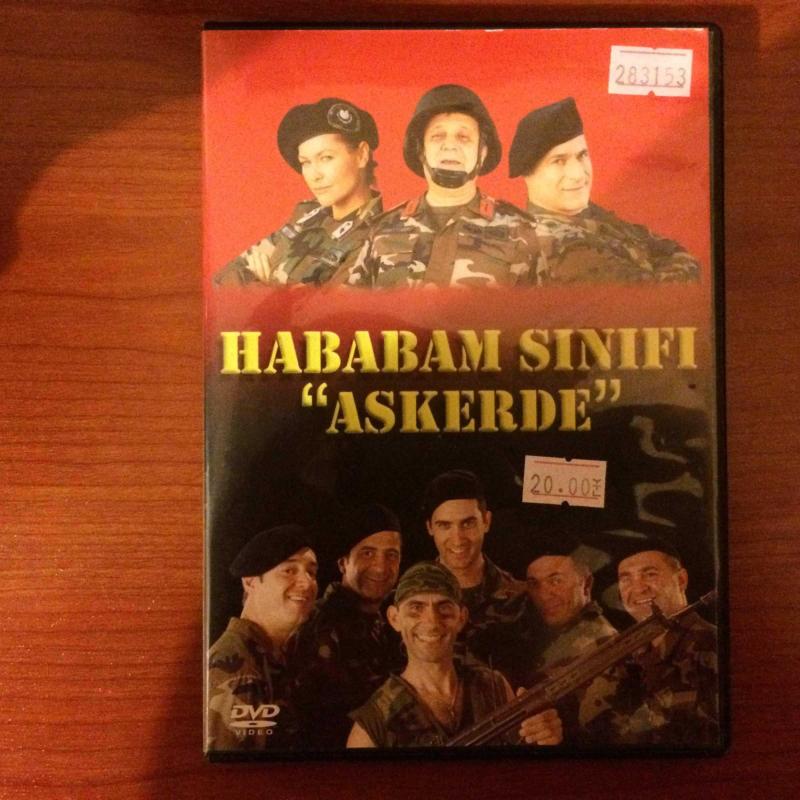 283153
HABABAM SINIFI
“ASKERDE”
20.00
DVD
VIDEO